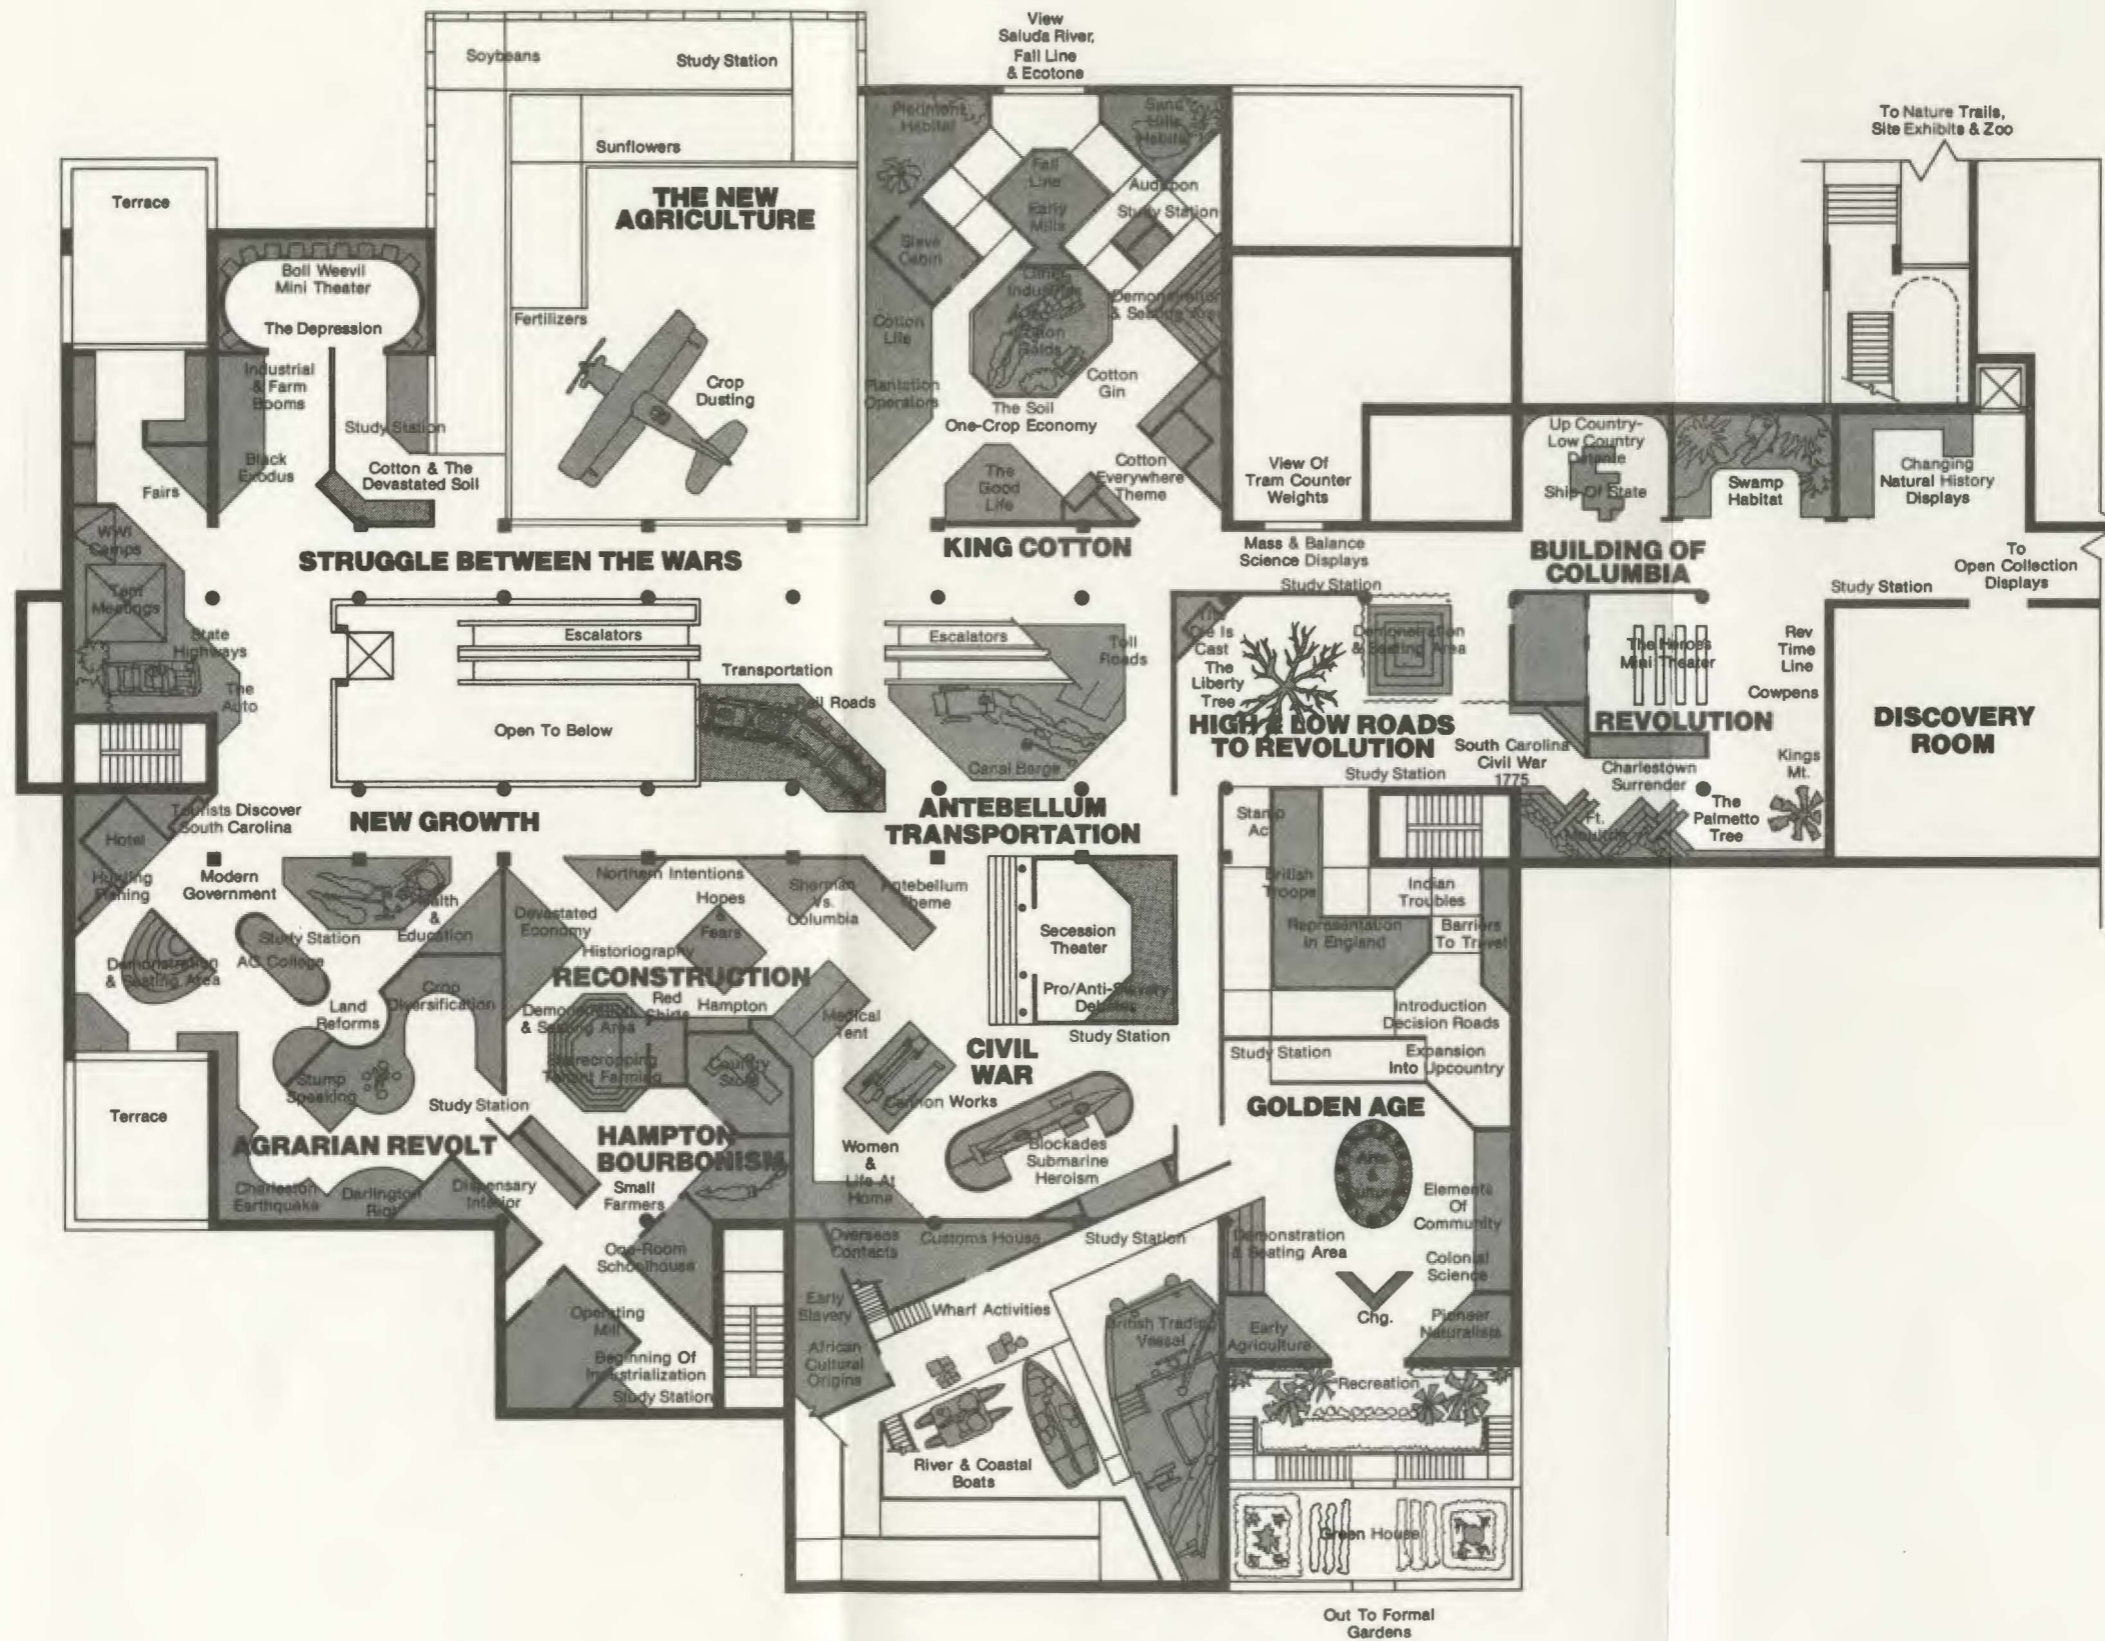 View
Saluda River,
Fall Line
& Ecotone
Soybeans
Study Station
Sunflowers
THE NEW
AGRICULTURE
Fertilizers
Crop
Dusting
Terrace
Boll Weevil
Mini Theater
The Depression
Industrial
& Farm
Booms
Study Station
Black
Exodus
Cotton & The
Devastated Soil
Fairs
WWI
Camps
Tent
Meetings
State
Highways
The
Auto
STRUGGLE BETWEEN THE WARS
Piedmont
Habitat
Sand
Hills
Habitat
Fall
Line
Early
Mills
Audubon
Study Station
Slave
Cabin
Other
Industries
Demonstration
& Seating Area
Cotton
Life
Cotton
Gin
Plantation
Operators
The Soil
One-Crop Economy
The
Good
Life
Cotton
Everywhere
Theme
KING COTTON
View Of
Tram Counter
Weights
Mass & Balance
Science Displays
Study Station
To Nature Trails,
Site Exhibits & Zoo
Up Country-
Low Country
Ship Of State
Swamp
Habitat
Changing
Natural History
Displays
BUILDING OF
COLUMBIA
To
Open Collection
Displays
Study Station
Escalators
Open To Below
Transportation
Rail Roads
Escalators
Toll
Roads
Canal Barge
ANTEBELLUM
TRANSPORTATION
The
Die Is
Cast
The
Liberty
Tree
Demonstration
& Seating Area
HIGH & LOW ROADS
TO REVOLUTION
Study Station
South Carolina
Civil War
1775
The Heroes
Mini Theater
REVOLUTION
Rev
Time
Line
Cowpens
Kings
Mt.
Charlestown
Surrender
The
Palmetto
Tree
Ft.
Moultrie
DISCOVERY
ROOM
Tourists Discover
South Carolina
NEW GROWTH
Hotel
Hunting
Fishing
Modern
Government
Health
&
Education
Study Station
AG College
Demonstration
& Seating Area
Land
Reforms
Crop
Diversification
Stump
Speaking
Study Station
Terrace
AGRARIAN REVOLT
Charleston
Earthquake
Darlington
Riot
Dispensary
Interior
Northern Intentions
Devastated
Economy
Hopes
&
Fears
Sherman
Vs.
Columbia
Antebellum
Theme
Historiography
RECONSTRUCTION
Demonstration
& Seating Area
Red
Shirts
Hampton
Sharecropping
Tenant Farming
Country
Store
HAMPTON
BOURBONISM
Small
Farmers
One-Room
Schoolhouse
Operating
Mill
Beginning Of
Industrialization
Study Station
Medical
Tent
Secession
Theater
Pro/Anti-Slavery
Debates
Study Station
CIVIL
WAR
Cannon Works
Women
&
Life At
Home
Blockades
Submarine
Heroism
Overseas
Contacts
Customs House
Study Station
Early
Slavery
African
Cultural
Origins
Wharf Activities
British Trading
Vessel
River & Coastal
Boats
Stamp
Act
British
Troops
Indian
Troubles
Representation
In England
Barriers
To Travel
Introduction
Decision Roads
Study Station
Expansion
Into Upcountry
GOLDEN AGE
Arts
&
Culture
Elements
Of
Community
Demonstration
& Seating Area
Colonial
Science
Chg.
Early
Agriculture
Pioneer
Naturalists
Recreation
Green House
Out To Formal
Gardens